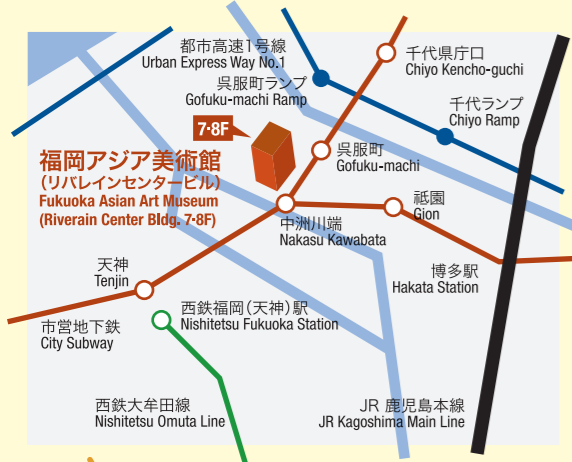 都市高速1号線
Urban Express Way No.1
千代県庁口
Chiyo Kencho-guchi
呉服町ランプ
Gofuku-machi Ramp
千代ランプ
Chiyo Ramp
7・8F
呉服町
Gofuku-machi
福岡アジア美術館
(リバレインセンタービル)
Fukuoka Asian Art Museum
(Riverain Center Bldg. 7・8F)
祇園
Gion
中洲川端
Nakasu Kawabata
天神
Tenjin
博多駅
Hakata Station
西鉄福岡(天神)駅
Nishitetsu Fukuoka Station
市営地下鉄
City Subway
西鉄大牟田線
Nishitetsu Omuta Line
JR 鹿児島本線
JR Kagoshima Main Line